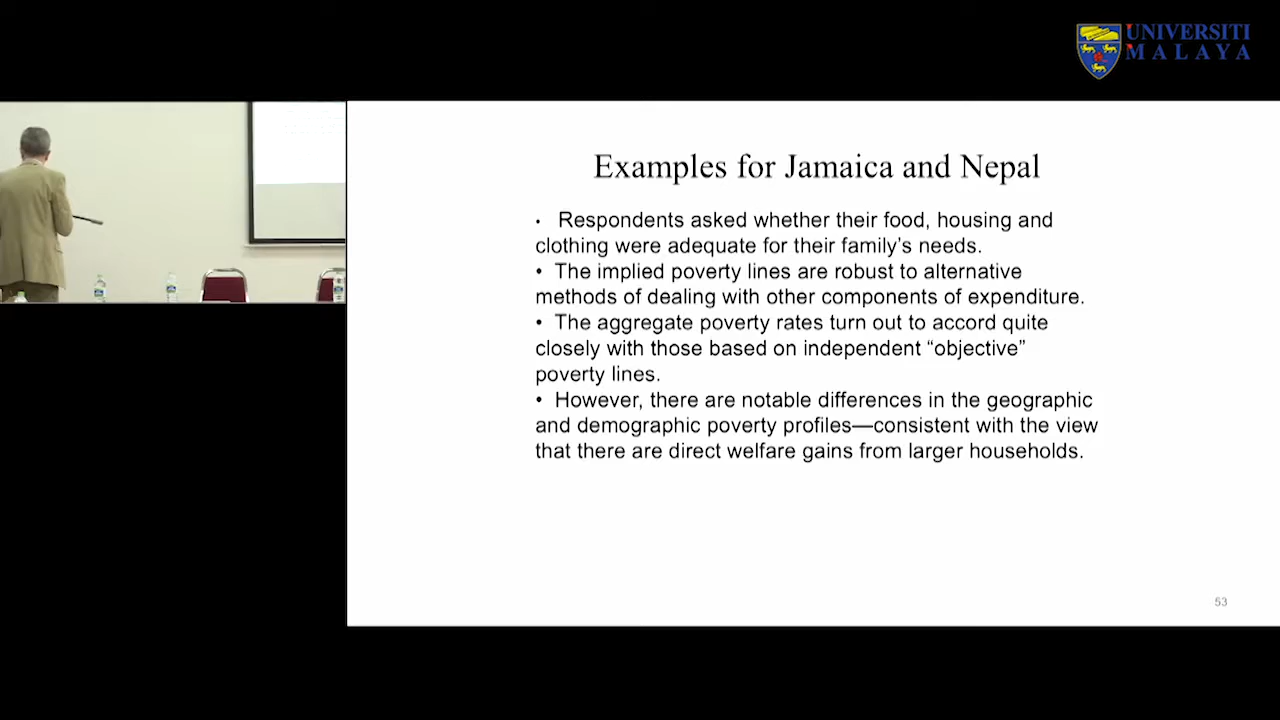 UNIVERSITI
MALAYA
Examples for Jamaica and Nepal
• Respondents asked whether their food, housing and
clothing were adequate for their family’s needs.
• The implied poverty lines are robust to alternative
methods of dealing with other components of expenditure.
• The aggregate poverty rates turn out to accord quite
closely with those based on independent “objective”
poverty lines.
• However, there are notable differences in the geographic
and demographic poverty profiles—consistent with the view
that there are direct welfare gains from larger households.
53